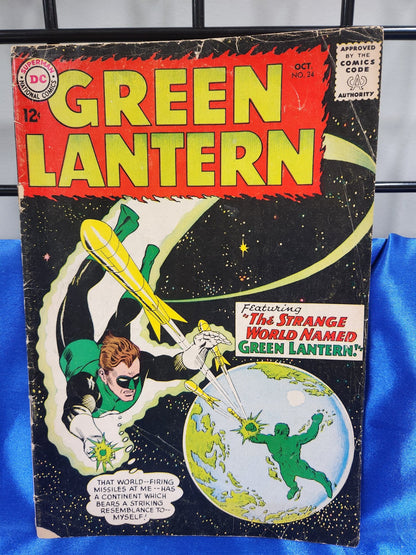 SUPERMAN
DC
NATIONAL COMICS
OCT.
NO. 24
APPROVED
BY THE
COMICS
CODE
CA
AUTHORITY
12¢
GREEN
LANTERN
Featuring
"THE STRANGE
WORLD NAMED
GREEN LANTERN!"
THAT WORLD--FIRING
MISSILES AT ME--HAS
A CONTINENT WHICH
BEARS A STRIKING
RESEMBLANCE TO--
MYSELF!